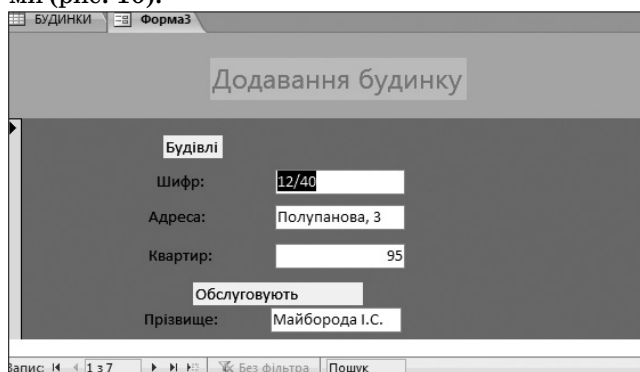 ми (рис. 10).
БУДИНКИ Форма3
Додавання будинку
Будівлі
Шифр: 12/40
Адреса: Полупанова, 3
Квартир: 95
Обслуговують
Прізвище: Майборода І.С.
Запис: 1 з 7 Без фільтра Пошук